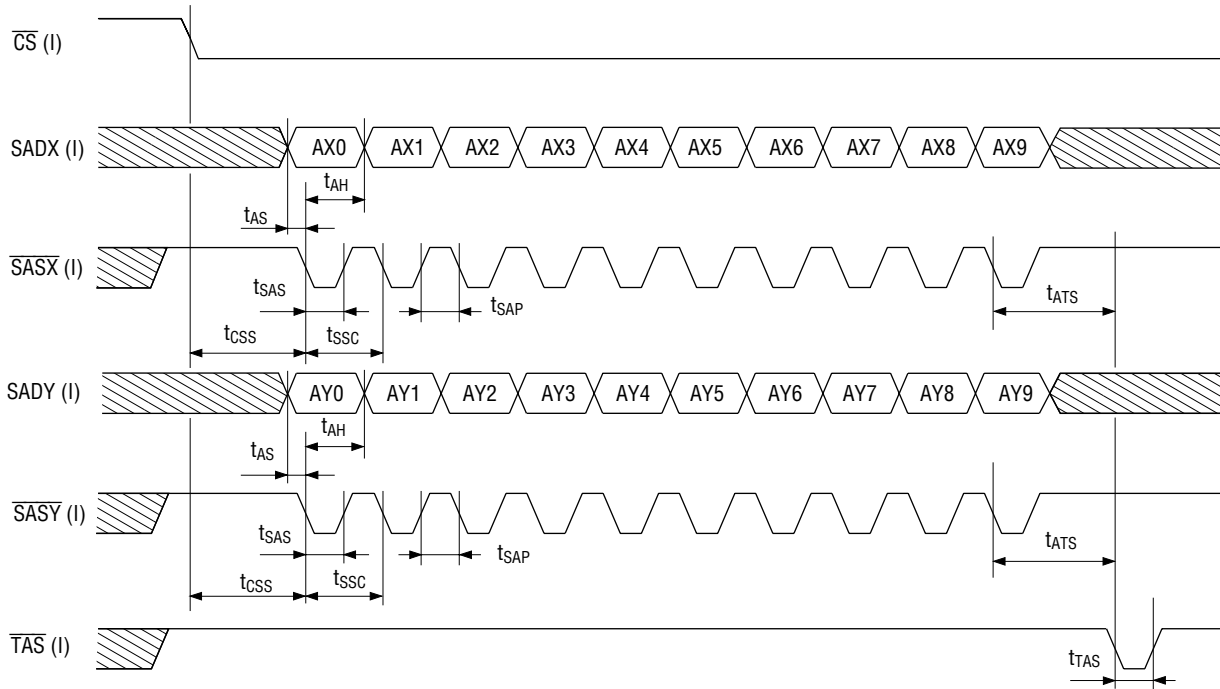 CS (I)
SADX (I) AX0 AX1 AX2 AX3 AX4 AX5 AX6 AX7 AX8 AX9
tAH
tAS
SASX (I)
tSAS tSAP tATS
tCSS tSSC
SADY (I) AY0 AY1 AY2 AY3 AY4 AY5 AY6 AY7 AY8 AY9
tAH
tAS
SASY (I)
tSAS tSAP tATS
tCSS tSSC
TAS (I)
tTAS